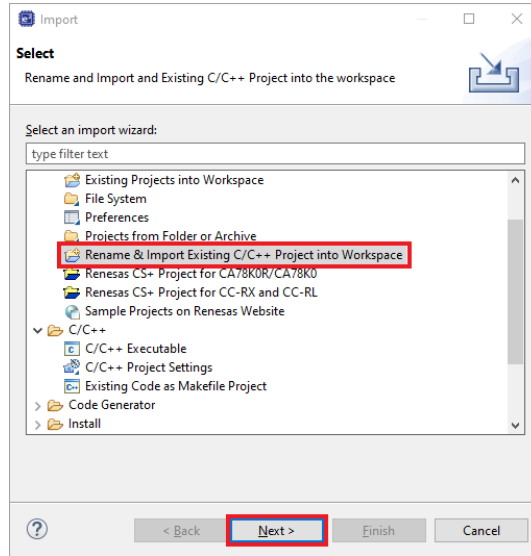 Import
Select
Rename and Import and Existing C/C++ Project into the workspace
Select an import wizard:
type filter text
Existing Projects into Workspace
File System
Preferences
Projects from Folder or Archive
Rename & Import Existing C/C++ Project into Workspace
Renesas CS+ Project for CA78K0R/CA78K0
Renesas CS+ Project for CC-RX and CC-RL
Sample Projects on Renesas Website
C/C++
C/C++ Executable
C/C++ Project Settings
Existing Code as Makefile Project
Code Generator
Install
< Back Next > Finish Cancel